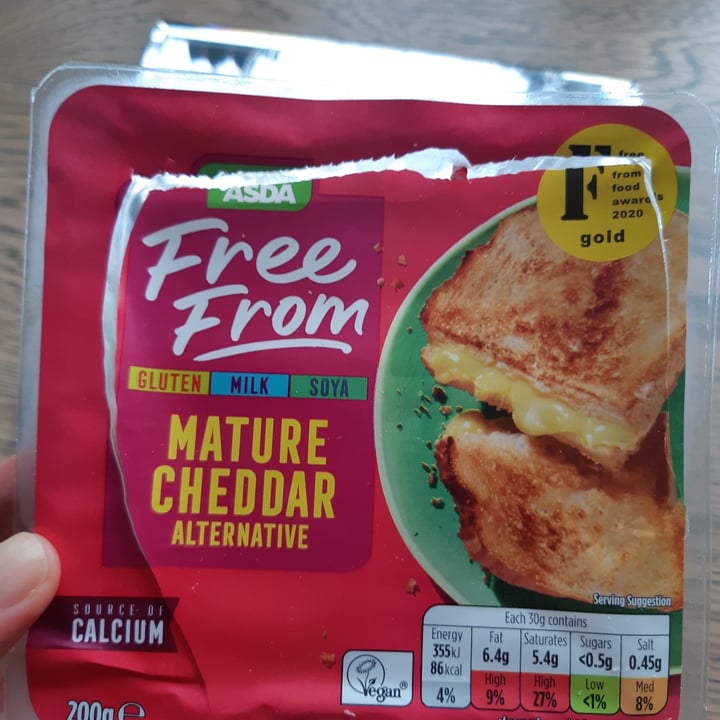 ASDA
free
from
food
awards
2020
gold
Free
From
GLUTEN MILK SOYA
MATURE
CHEDDAR
ALTERNATIVE
SOURCE OF
CALCIUM
Serving Suggestion
Each 30g contains
Energy Fat Saturates Sugars Salt
355kJ 6.4g 5.4g <0.5g 0.45g
86kcal
High High Low Med
4% 9% 27% <1% 8%
Vegan®
200g e